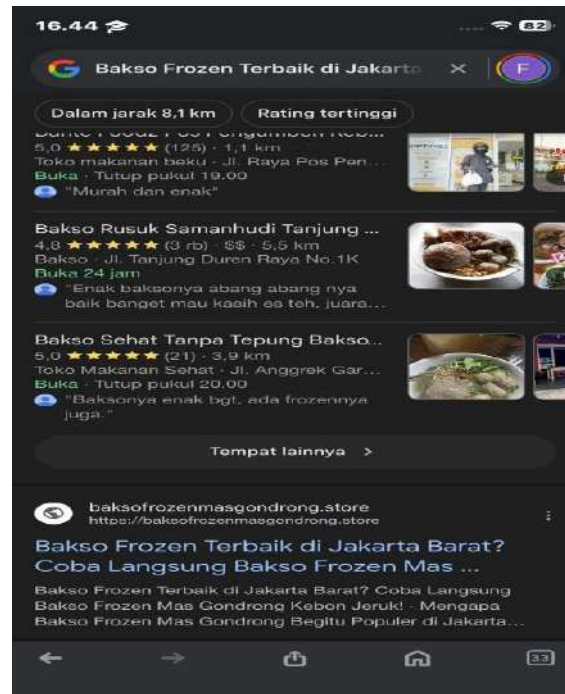 16.44
82
Bakso Frozen Terbaik di Jakarta
F
Dalam jarak 8,1 km
Rating tertinggi
5,0 ★★★★★ (125) · 1,1 km
Toko makanan beku · Jl. Raya Pos Pen...
Buka · Tutup pukul 19.00
"Murah dan enak"
Bakso Rusuk Samanhudi Tanjung ...
4,8 ★★★★★ (3 rb) · $$ · 5,5 km
Bakso · Jl. Tanjung Duren Raya No.1K
Buka 24 jam
"Enak baksonya abang abang nya
baik banget mau kasih es teh, juara...
Bakso Sehat Tanpa Tepung Bakso...
5,0 ★★★★★ (21) · 3,9 km
Toko Makanan Sehat · Jl. Anggrek Gar...
Buka · Tutup pukul 20.00
"Baksonya enak bgt, ada frozennya
juga."
Tempat lainnya >
baksofrozenmasgondrong.store
https://baksofrozenmasgondrong.store
Bakso Frozen Terbaik di Jakarta Barat?
Coba Langsung Bakso Frozen Mas ...
Bakso Frozen Terbaik di Jakarta Barat? Coba Langsung
Bakso Frozen Mas Gondrong Kebon Jeruk! · Mengapa
Bakso Frozen Mas Gondrong Begitu Populer di Jakarta...
33